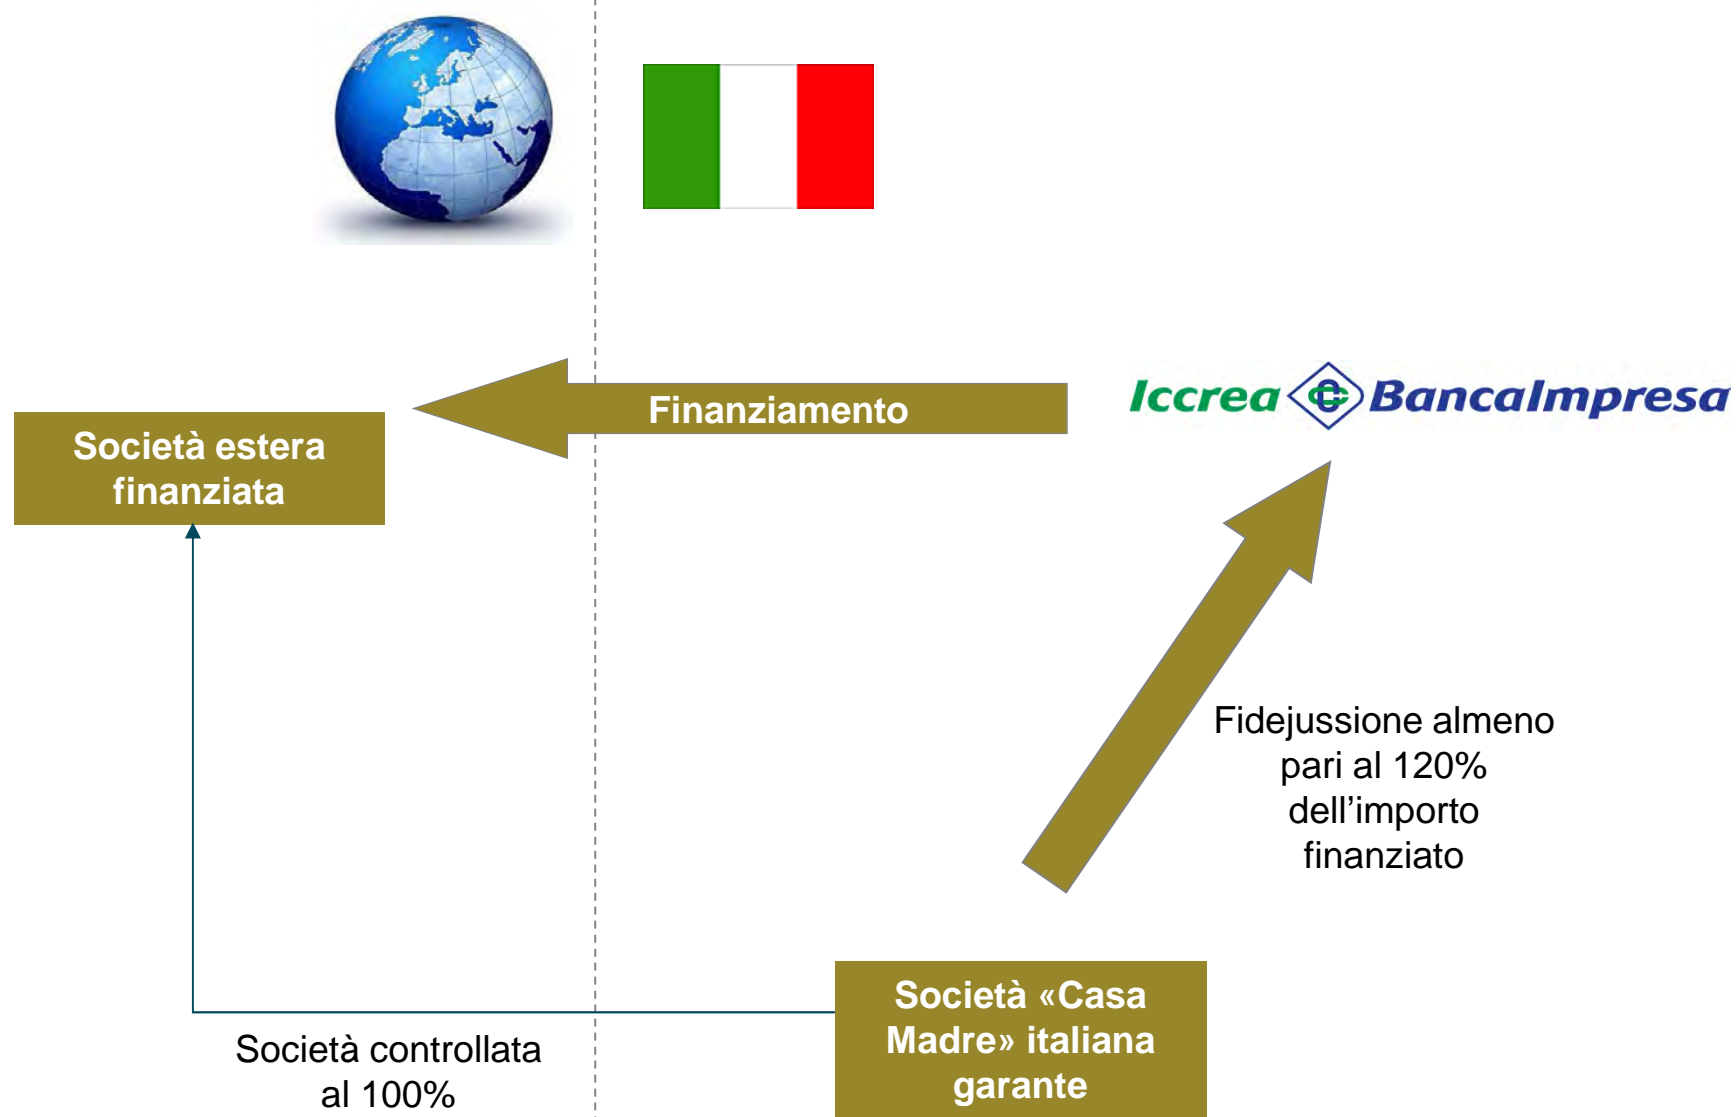 Finanziamento
Iccrea BancaImpresa
Società estera
finanziata
Fidejussione almeno
pari al 120%
dell’importo
finanziato
Società «Casa
Madre» italiana
garante
Società controllata
al 100%